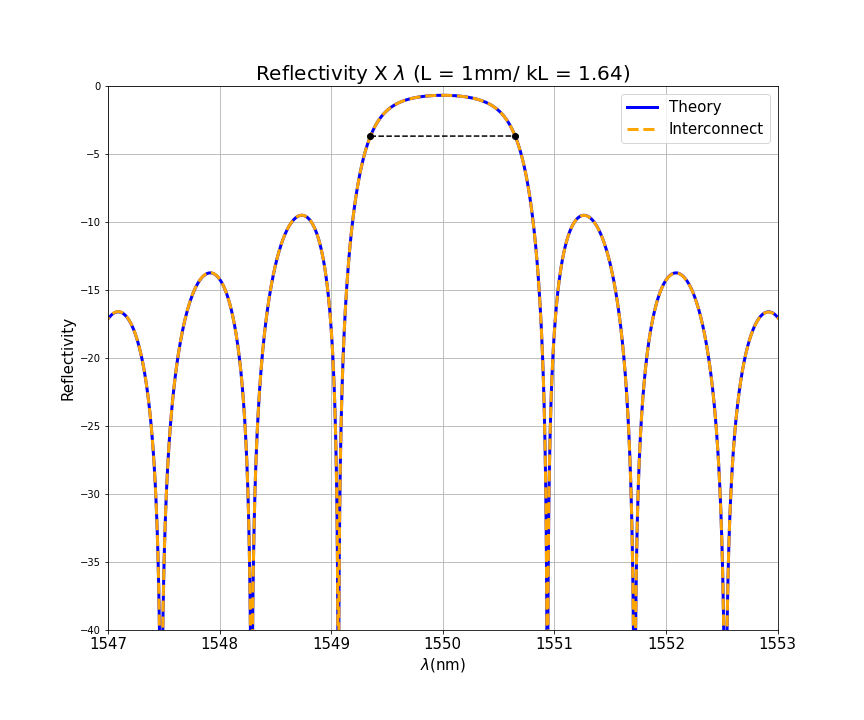 Reflectivity X λ (L = 1mm/ kL = 1.64)
Theory
Interconnect
Reflectivity
0
−5
−10
−15
−20
−25
−30
−35
−40
1547 1548 1549 1550 1551 1552 1553
λ(nm)